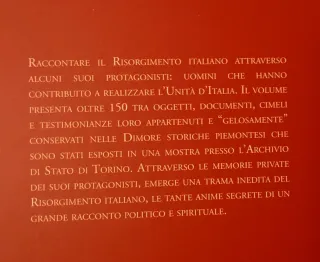 Raccontare il Risorgimento italiano attraverso
alcuni suoi protagonisti: uomini che hanno
contribuito a realizzare l'Unità d'Italia. Il volume
presenta oltre 150 tra oggetti, documenti, cimeli
e testimonianze loro appartenuti e “gelosamente”
conservati nelle Dimore storiche piemontesi che
sono stati esposti in una mostra presso l'Archivio
di Stato di Torino. Attraverso le memorie private
dei suoi protagonisti, emerge una trama inedita del
Risorgimento italiano, le tante anime segrete di un
grande racconto politico e spirituale.